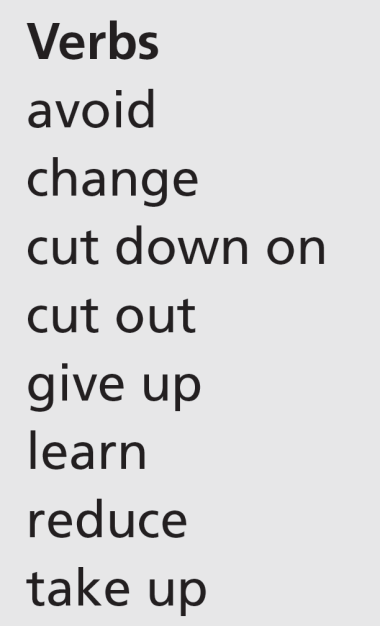 Verbs
avoid
change
cut down on
cut out
give up
learn
reduce
take up